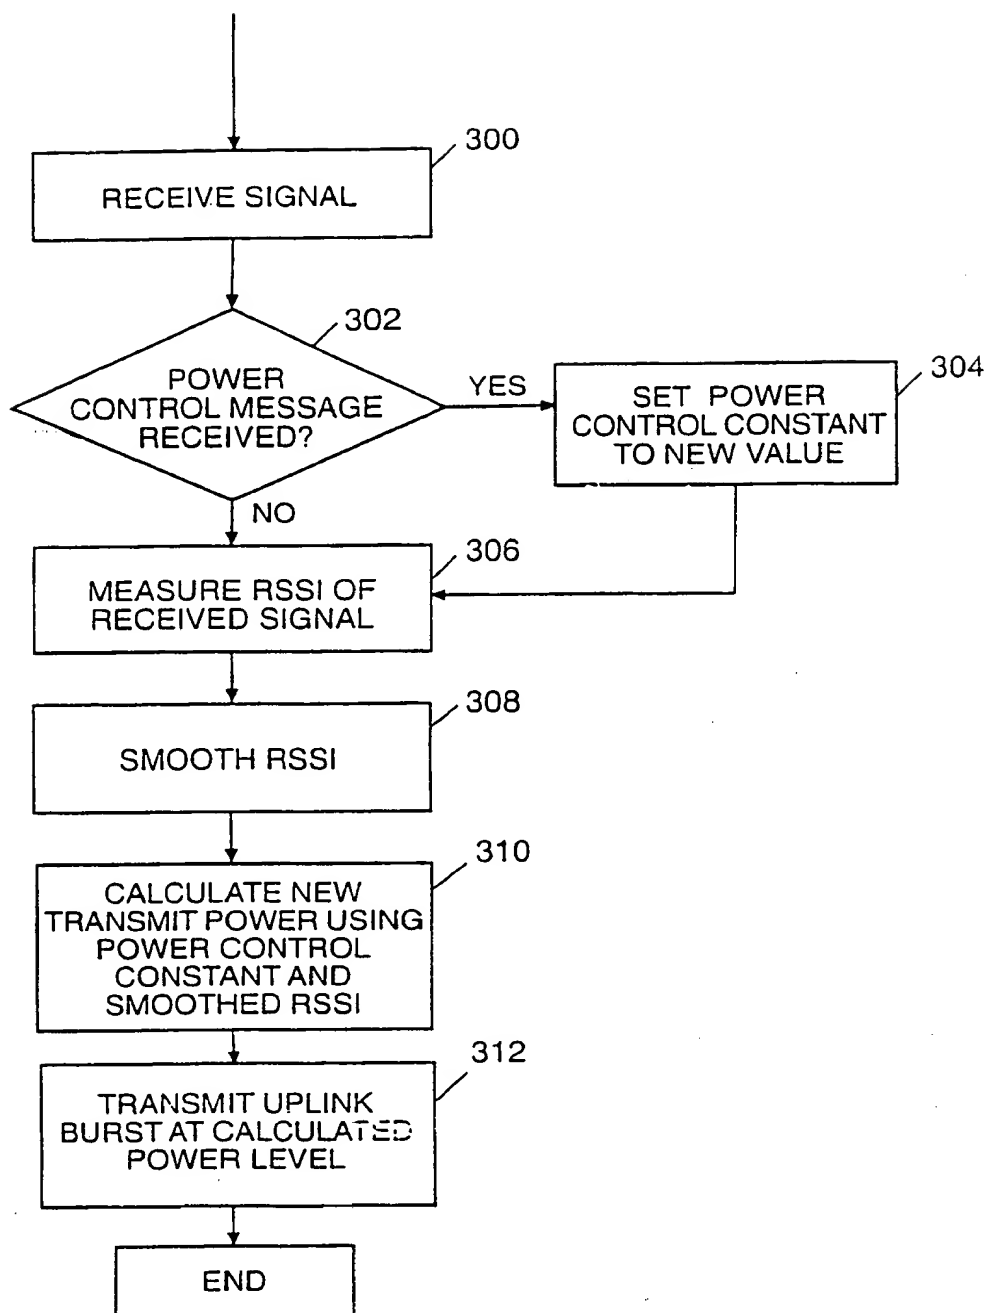 300
RECEIVE SIGNAL
302
POWER
CONTROL MESSAGE
RECEIVED?
YES
304
SET POWER
CONTROL CONSTANT
TO NEW VALUE
NO
306
MEASURE RSSI OF
RECEIVED SIGNAL
308
SMOOTH RSSI
310
CALCULATE NEW
TRANSMIT POWER USING
POWER CONTROL
CONSTANT AND
SMOOTHED RSSI
312
TRANSMIT UPLINK
BURST AT CALCULATED
POWER LEVEL
END